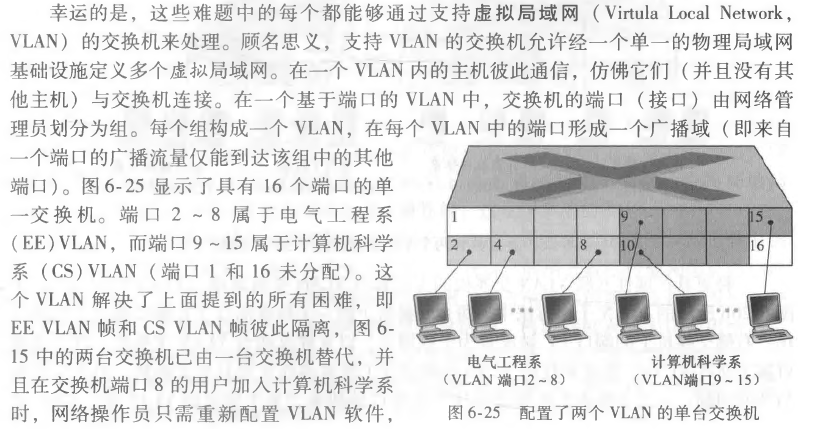 幸运的是，这些难题中的每个都能够通过支持虚拟局域网（Virtula Local Network，
VLAN）的交换机来处理。顾名思义，支持 VLAN 的交换机允许经一个单一的物理局域网
基础设施定义多个虚拟局域网。在一个 VLAN 内的主机彼此通信，仿佛它们（并且没有其
他主机）与交换机连接。在一个基于端口的 VLAN 中，交换机的端口（接口）由网络管
理员划分为组。每个组构成一个 VLAN，在每个 VLAN 中的端口形成一个广播域（即来自
一个端口的广播流量仅能到达该组中的其他
端口）。图 6-25 显示了具有 16 个端口的单
一交换机。端口 2 ~ 8 属于电气工程系
(EE)VLAN，而端口 9 ~ 15 属于计算机科学
系（CS)VLAN（端口 1 和 16 未分配）。这
个 VLAN 解决了上面提到的所有困难，即
EE VLAN 帧和 CS VLAN 帧彼此隔离，图 6-
15 中的两台交换机已由一台交换机替代，并
且在交换机端口 8 的用户加入计算机科学系
时，网络操作员只需重新配置 VLAN 软件，
1 9 15
2 4 8 10 16
电气工程系
（VLAN 端口2 ~ 8）
计算机科学系
（VLAN端口9 ~ 15）
图 6-25 配置了两个 VLAN 的单台交换机